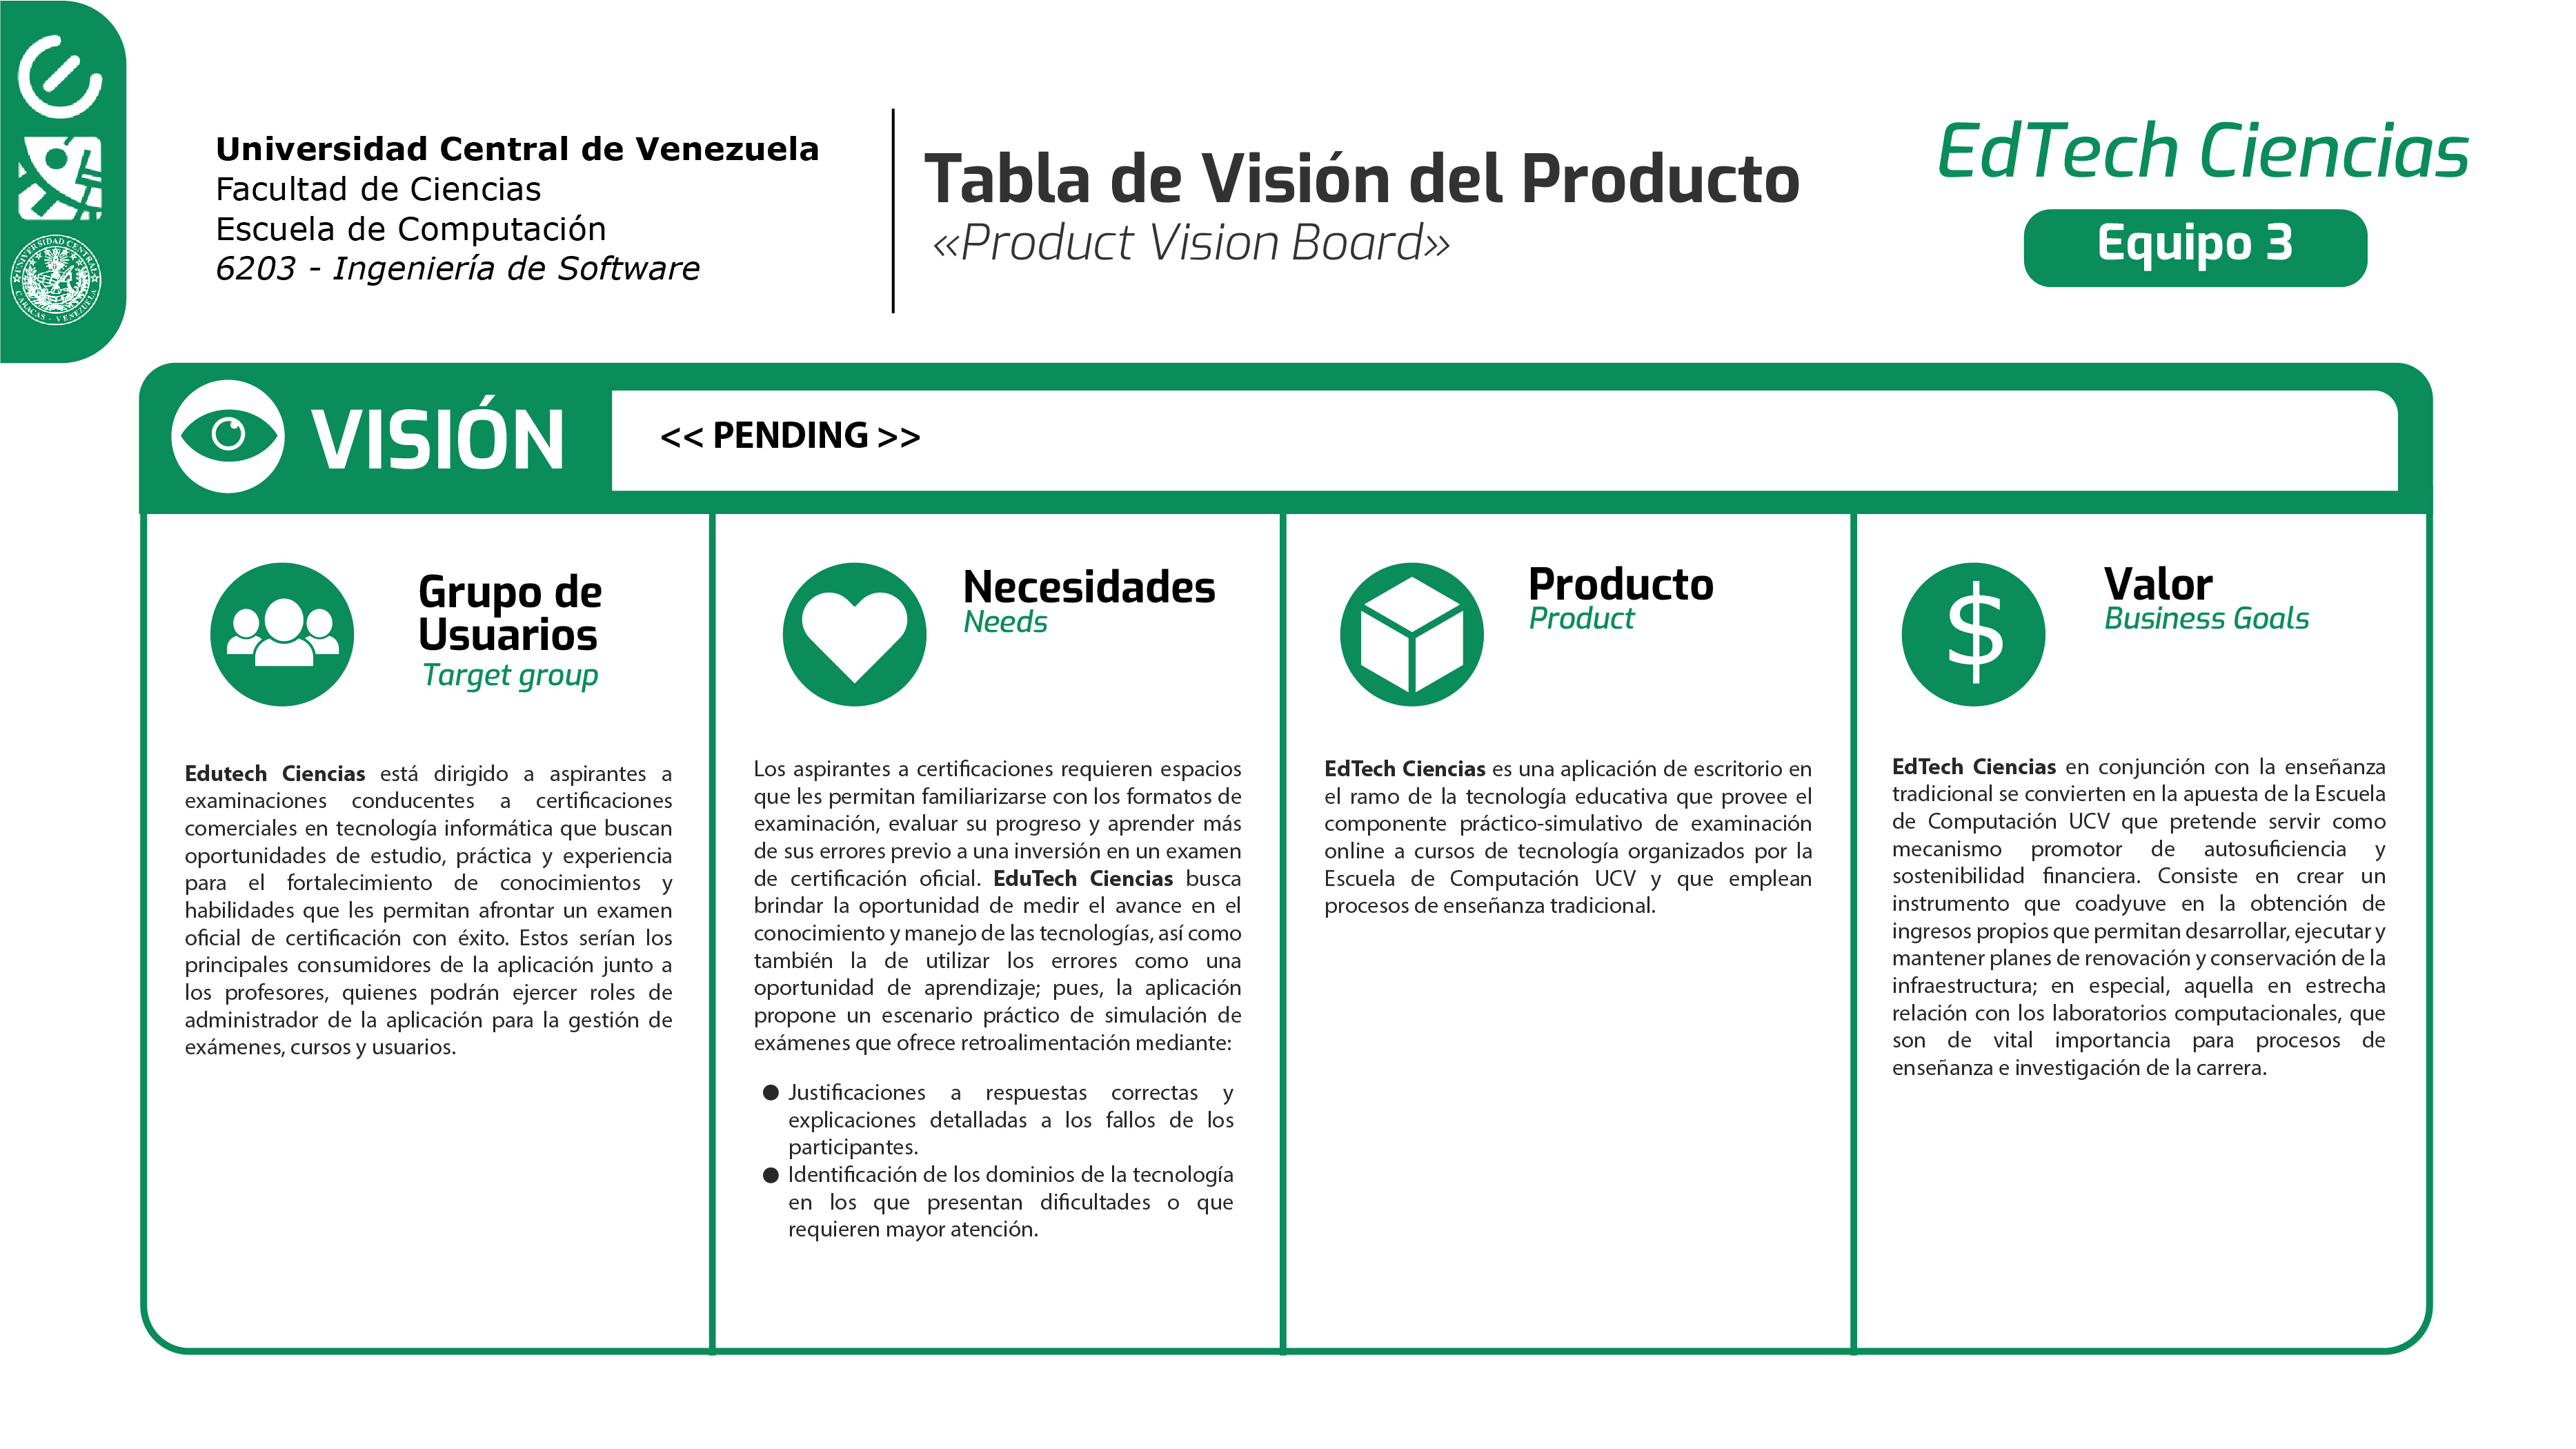 Universidad Central de Venezuela
Facultad de Ciencias
Escuela de Computación
6203 - Ingeniería de Software
Tabla de Visión del Producto
«Product Vision Board»
EdTech Ciencias
Equipo 3
UNIVERSIDAD CENTRAL
CARACAS - VENEZUELA
VISIÓN
<< PENDING >>
Grupo de
Usuarios
Target group
Edutech Ciencias está dirigido a aspirantes a
examinaciones conducentes a certificaciones
comerciales en tecnología informática que buscan
oportunidades de estudio, práctica y experiencia
para el fortalecimiento de conocimientos y
habilidades que les permitan afrontar un examen
oficial de certificación con éxito. Estos serían los
principales consumidores de la aplicación junto a
los profesores, quienes podrán ejercer roles de
administrador de la aplicación para la gestión de
exámenes, cursos y usuarios.
Necesidades
Needs
Los aspirantes a certificaciones requieren espacios
que les permitan familiarizarse con los formatos de
examinación, evaluar su progreso y aprender más
de sus errores previo a una inversión en un examen
de certificación oficial. EduTech Ciencias busca
brindar la oportunidad de medir el avance en el
conocimiento y manejo de las tecnologías, así como
también la de utilizar los errores como una
oportunidad de aprendizaje; pues, la aplicación
propone un escenario práctico de simulación de
exámenes que ofrece retroalimentación mediante:
● Justificaciones a respuestas correctas y
explicaciones detalladas a los fallos de los
participantes.
● Identificación de los dominios de la tecnología
en los que presentan dificultades o que
requieren mayor atención.
Producto
Product
EdTech Ciencias es una aplicación de escritorio en
el ramo de la tecnología educativa que provee el
componente práctico-simulativo de examinación
online a cursos de tecnología organizados por la
Escuela de Computación UCV y que emplean
procesos de enseñanza tradicional.
$
Valor
Business Goals
EdTech Ciencias en conjunción con la enseñanza
tradicional se convierten en la apuesta de la Escuela
de Computación UCV que pretende servir como
mecanismo promotor de autosuficiencia y
sostenibilidad financiera. Consiste en crear un
instrumento que coadyuve en la obtención de
ingresos propios que permitan desarrollar, ejecutar y
mantener planes de renovación y conservación de la
infraestructura; en especial, aquella en estrecha
relación con los laboratorios computacionales, que
son de vital importancia para procesos de
enseñanza e investigación de la carrera.